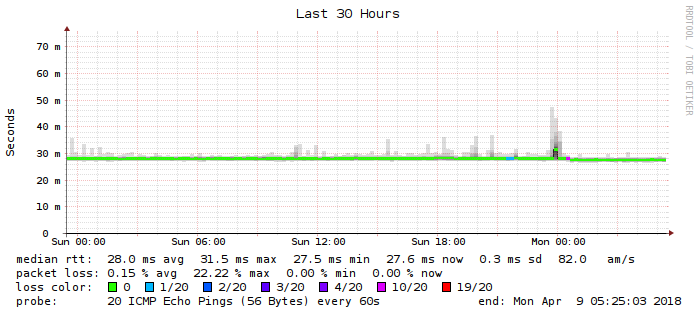 Last 30 Hours
RRDTOOL / TOBI OETIKER
Seconds
70 m
60 m
50 m
40 m
30 m
20 m
10 m
0
Sun 00:00 Sun 06:00 Sun 12:00 Sun 18:00 Mon 00:00
median rtt: 28.0 ms avg 31.5 ms max 27.5 ms min 27.6 ms now 0.3 ms sd 82.0 am/s
packet loss: 0.15 % avg 22.22 % max 0.00 % min 0.00 % now
loss color: 0 1/20 2/20 3/20 4/20 10/20 19/20
probe: 20 ICMP Echo Pings (56 Bytes) every 60s end: Mon Apr 9 05:25:03 2018